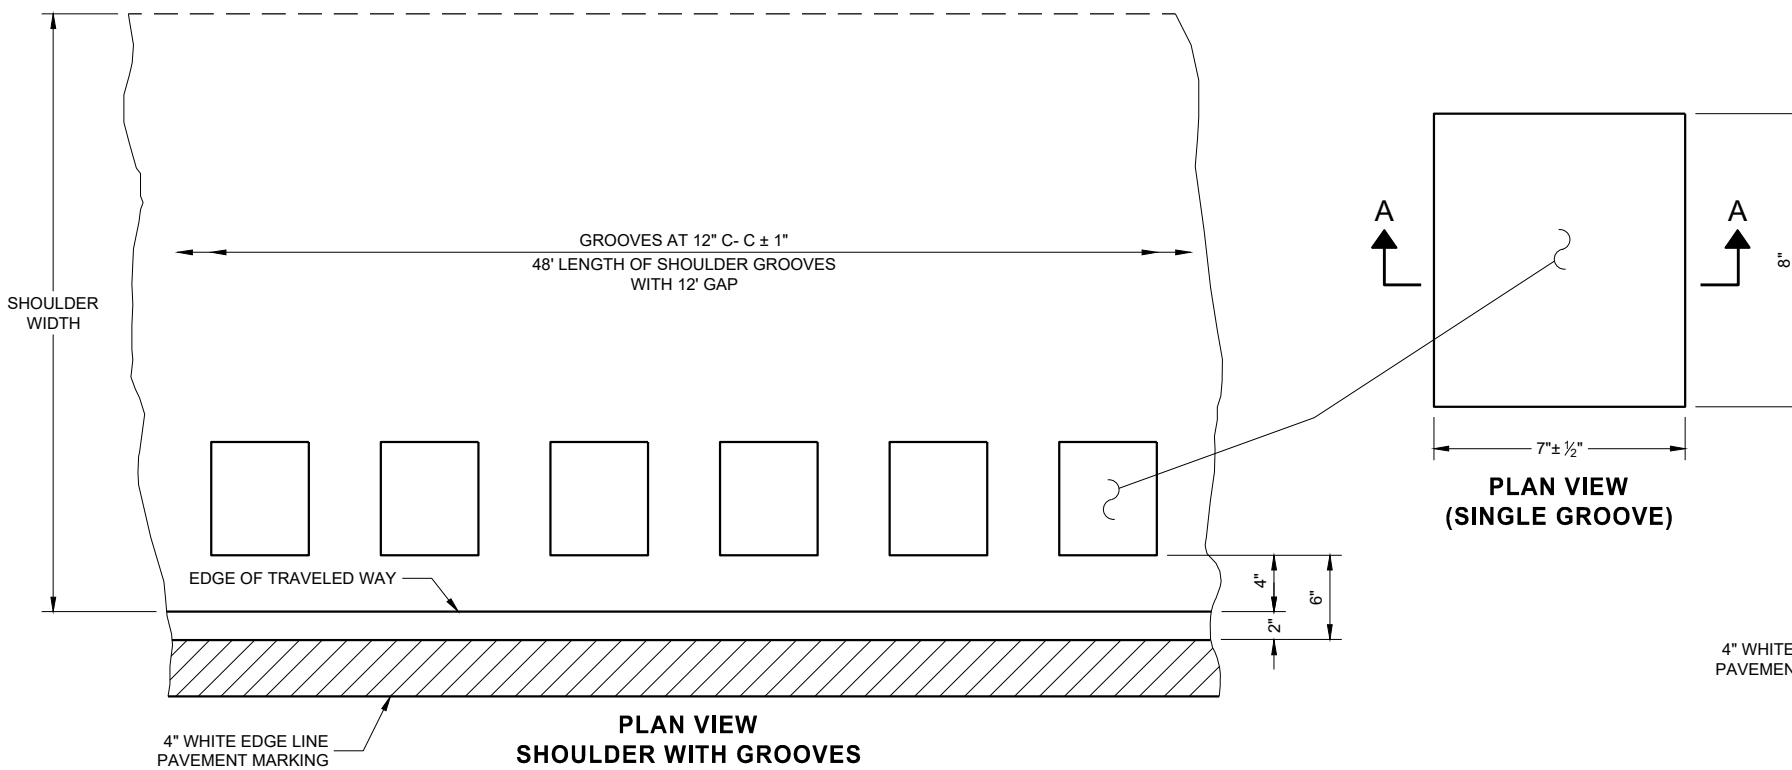 SHOULDER
WIDTH
GROOVES AT 12" C- C ± 1"
48' LENGTH OF SHOULDER GROOVES
WITH 12' GAP
EDGE OF TRAVELED WAY
4"
6"
2"
4" WHITE EDGE LINE
PAVEMENT MARKING
PLAN VIEW
SHOULDER WITH GROOVES
A
A
8"
7"± ½"
PLAN VIEW
(SINGLE GROOVE)
4" WHITE
PAVEMEN